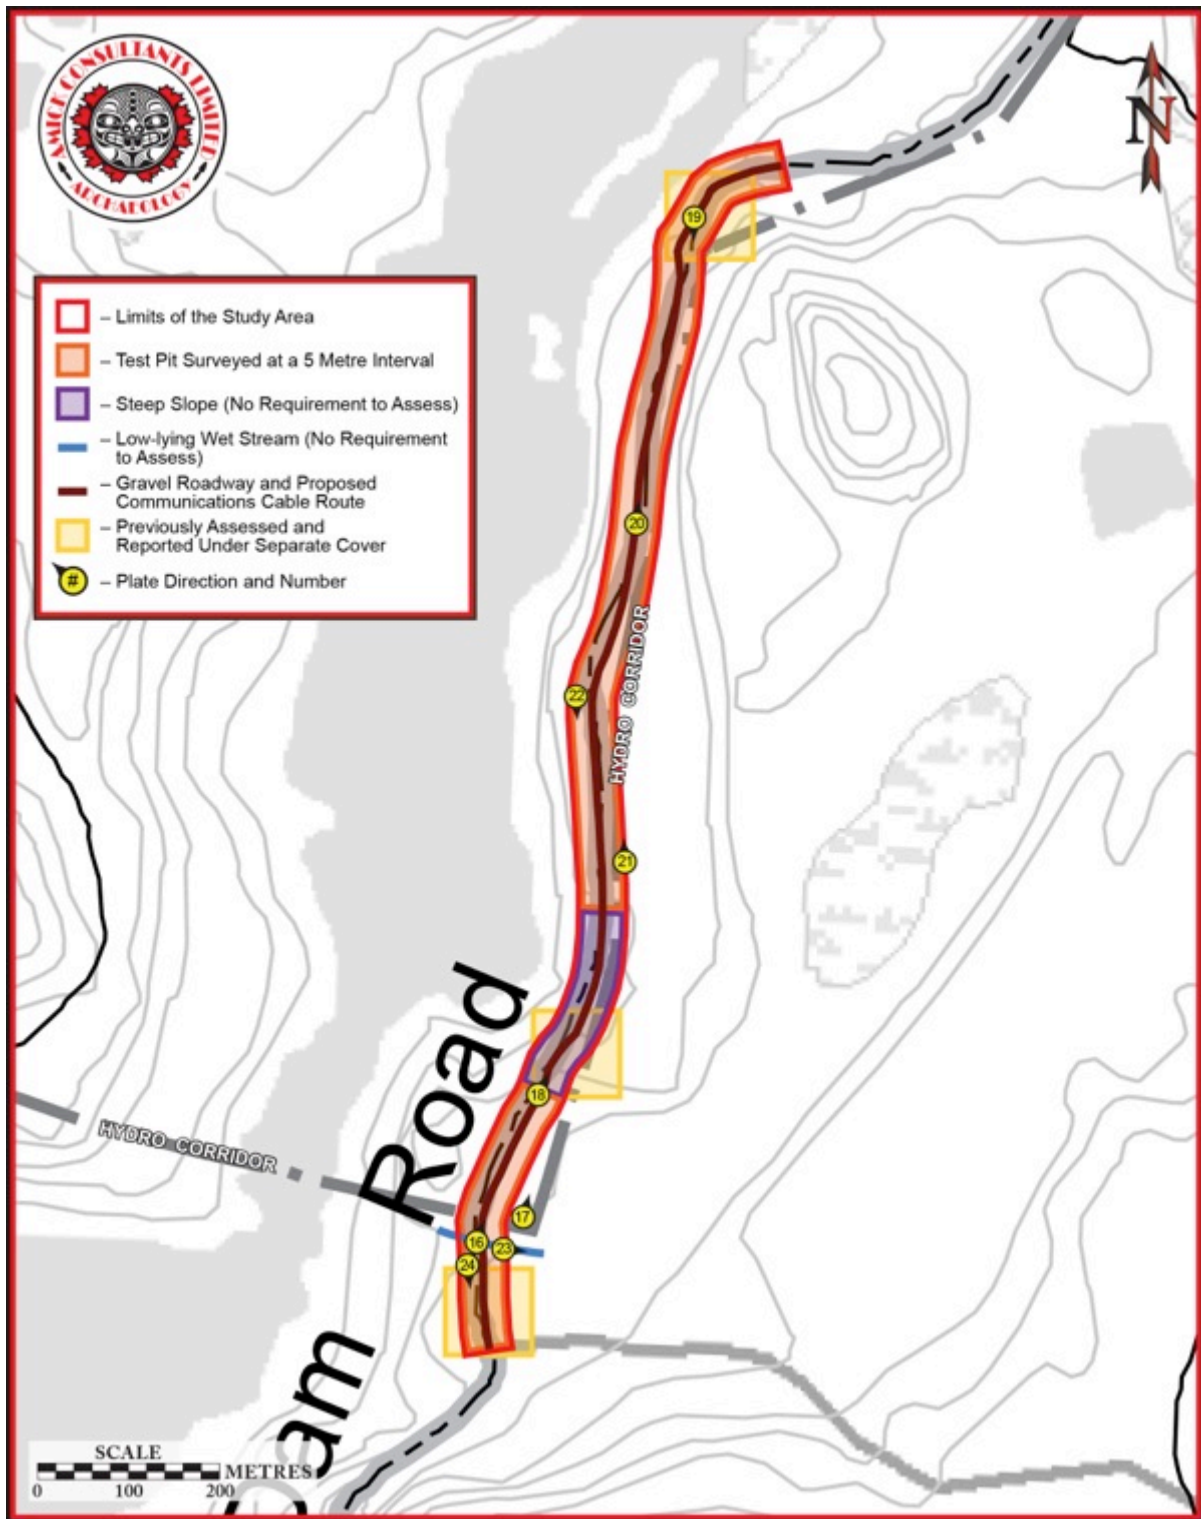 AMICK CONSULTANTS LIMITED
ARCHAEOLOGY
N
– Limits of the Study Area
– Test Pit Surveyed at a 5 Metre Interval
– Steep Slope (No Requirement to Assess)
– Low-lying Wet Stream (No Requirement
to Assess)
– Gravel Roadway and Proposed
Communications Cable Route
– Previously Assessed and
Reported Under Separate Cover
# – Plate Direction and Number
19
20
HYDRO CORRIDOR
22
21
Road
18
HYDRO CORRIDOR
17
16
23
24
am
SCALE
METRES
0 100 200